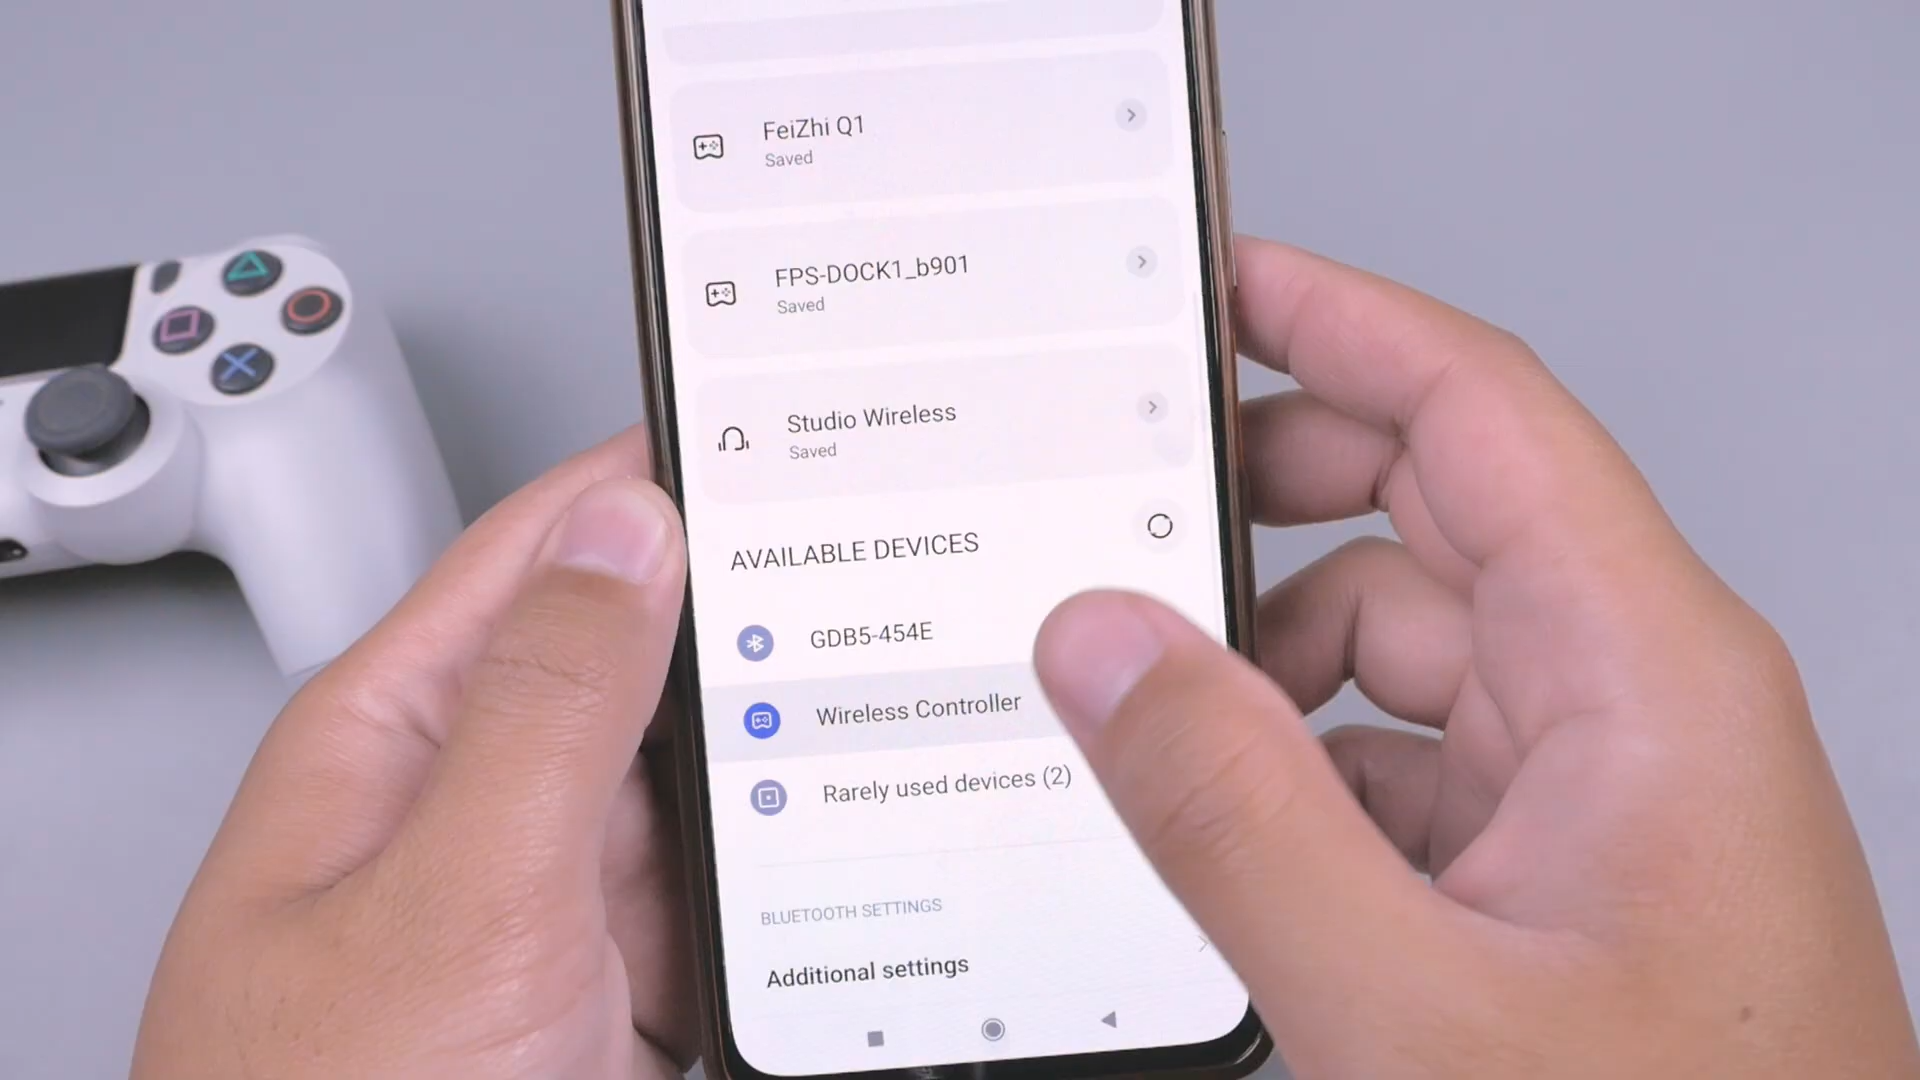 FeiZhi Q1
Saved
FPS-DOCK1_b901
Saved
Studio Wireless
Saved
AVAILABLE DEVICES
GDB5-454E
Wireless Controller
Rarely used devices (2)
BLUETOOTH SETTINGS
Additional settings